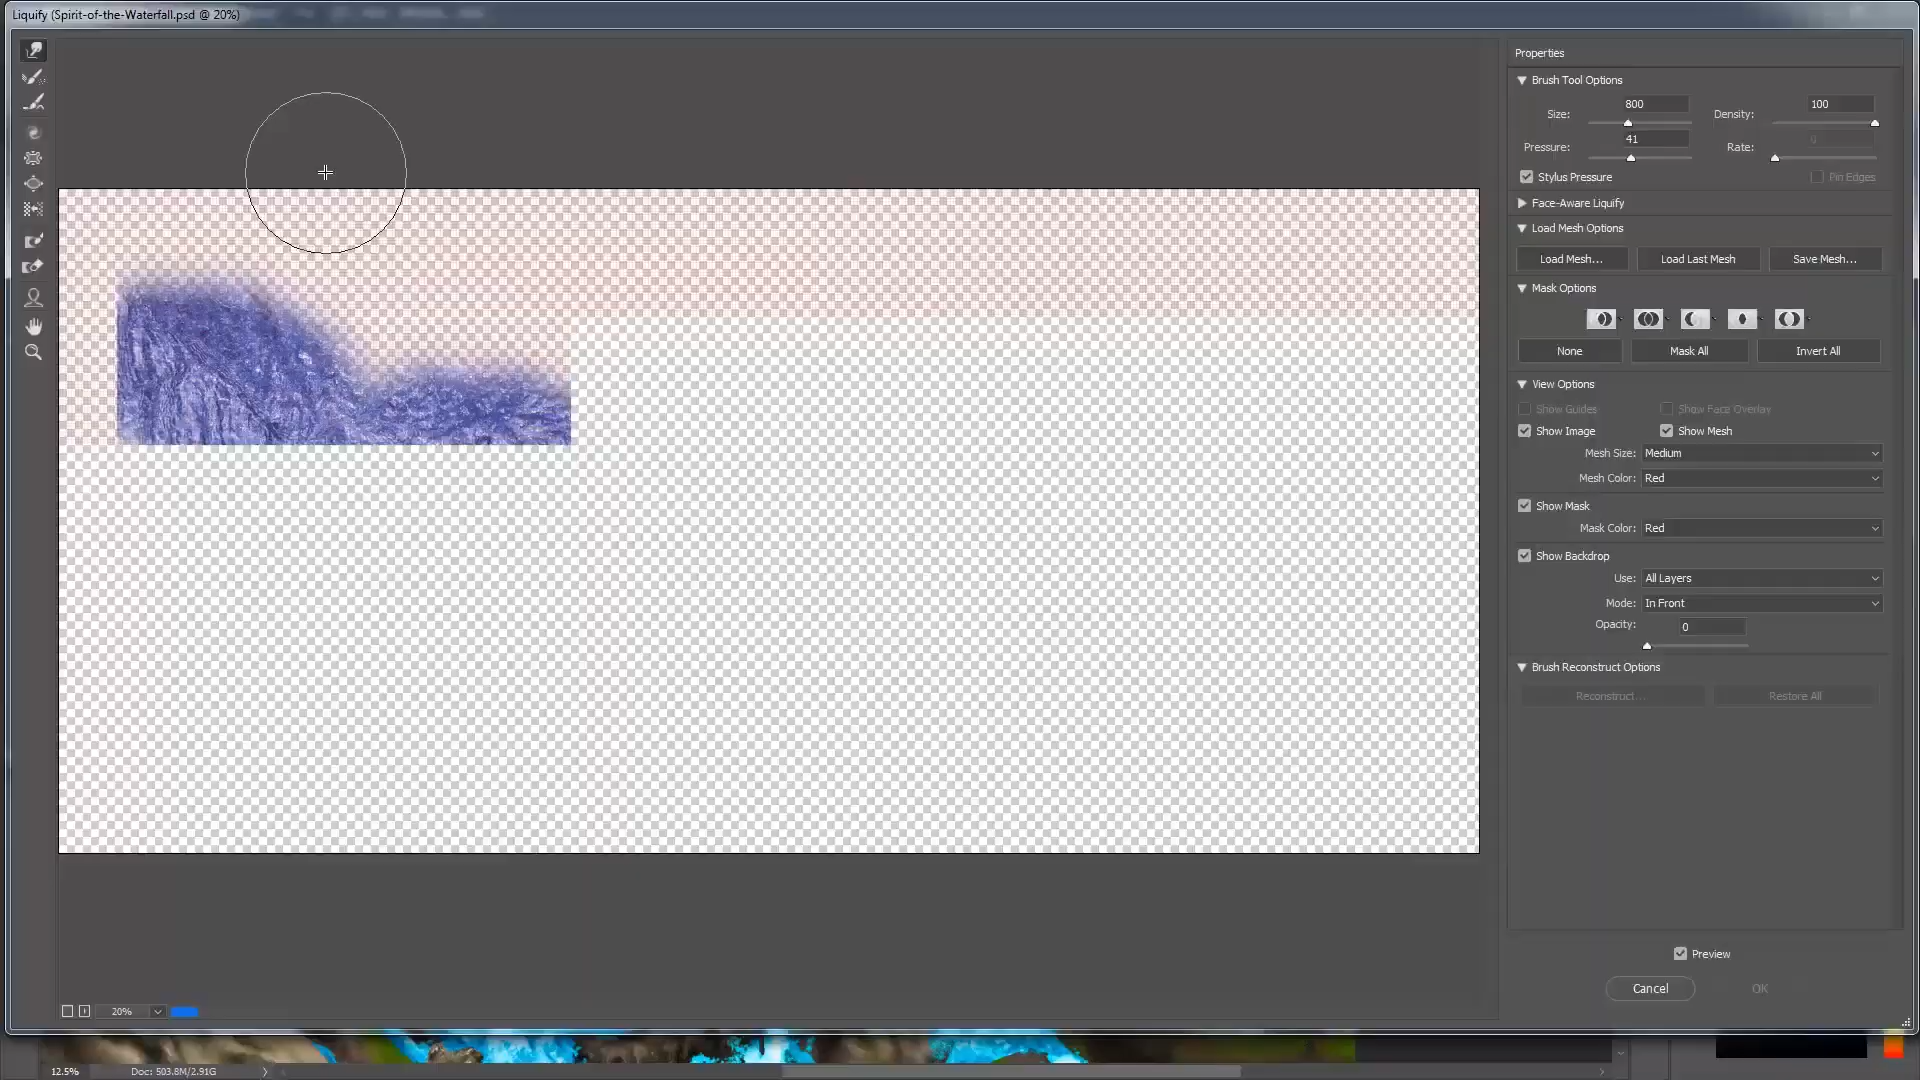 Liquify (Spirit-of-the-Waterfall.psd @ 20%)
Properties
Brush Tool Options
Size: 800 Density: 100
Pressure: 41 Rate: 0
Stylus Pressure Pin Edges
Face-Aware Liquify
Load Mesh Options
Load Mesh... Load Last Mesh Save Mesh...
Mask Options
None Mask All Invert All
View Options
Show Guides Show Face Overlay
Show Image Show Mesh
Mesh Size: Medium
Mesh Color: Red
Show Mask
Mask Color: Red
Show Backdrop
Use: All Layers
Mode: In Front
Opacity: 0
Brush Reconstruct Options
Reconstruct... Restore All
Preview
Cancel OK
20%
12.5% Doc: 503.8M/2.91G